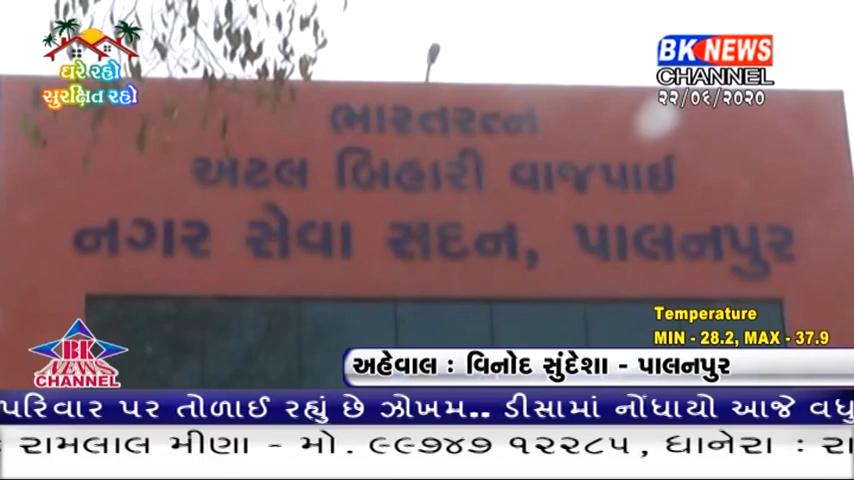 ઘરે રહો
સુરક્ષિત રહો
BK NEWS
CHANNEL
૨૨/૦૬/૨૦૨૦
ભારતરત્ન
અટલ બિહારી વાજપાઈ
નગર સેવા સદન, પાલનપુર
Temperature
MIN - 28.2, MAX - 37.9
BK
NEWS
CHANNEL
અહેવાલ : વિનોદ સુંદેશા - પાલનપુર
પરિવાર પર તોળાઈ રહ્યું છે ઝોખમ.. ડીસામાં નોંધાયો આજે વધુ
: રામલાલ મીણા - મો. ૯૯૭૪૭ ૧૨૨૮૫, ધાનેરા : રા